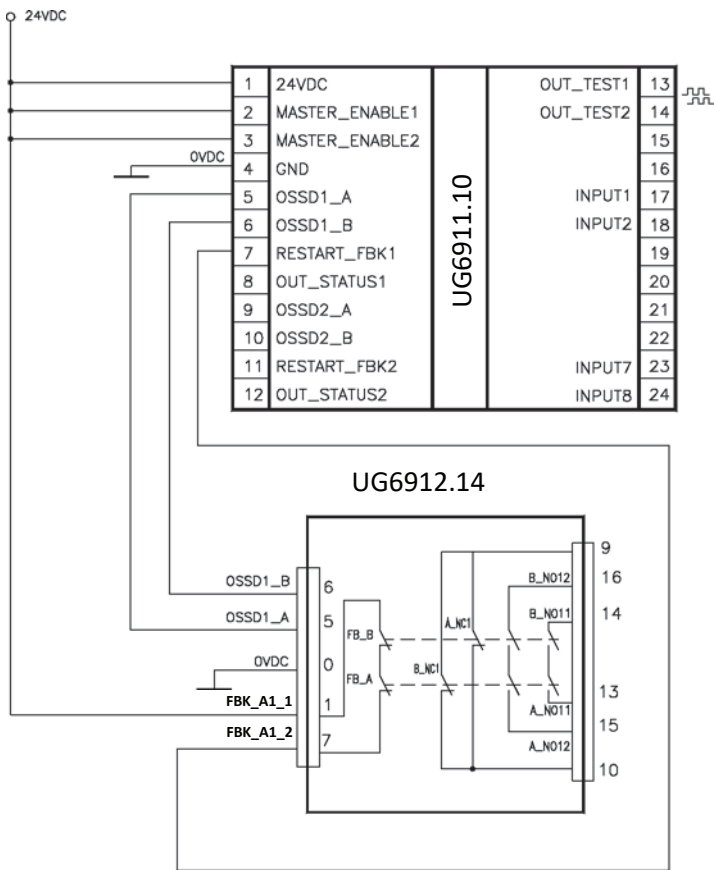 24VDC
1 24VDC
2 MASTER_ENABLE1
3 MASTER_ENABLE2
0VDC
4 GND
5 OSSD1_A
6 OSSD1_B
7 RESTART_FBK1
8 OUT_STATUS1
9 OSSD2_A
10 OSSD2_B
11 RESTART_FBK2
12 OUT_STATUS2
UG6911.10
OUT_TEST1 13
OUT_TEST2 14
15
16
INPUT1 17
INPUT2 18
19
20
21
22
INPUT7 23
INPUT8 24
UG6912.14
OSSD1_B 6
OSSD1_A 5
0VDC 0
FBK_A1_1 1
FBK_A1_2 7
FB_B
FB_A
A_NC1
B_NC1
9
B_NO12 16
B_NO11 14
13
A_NO11
15
A_NO12
10